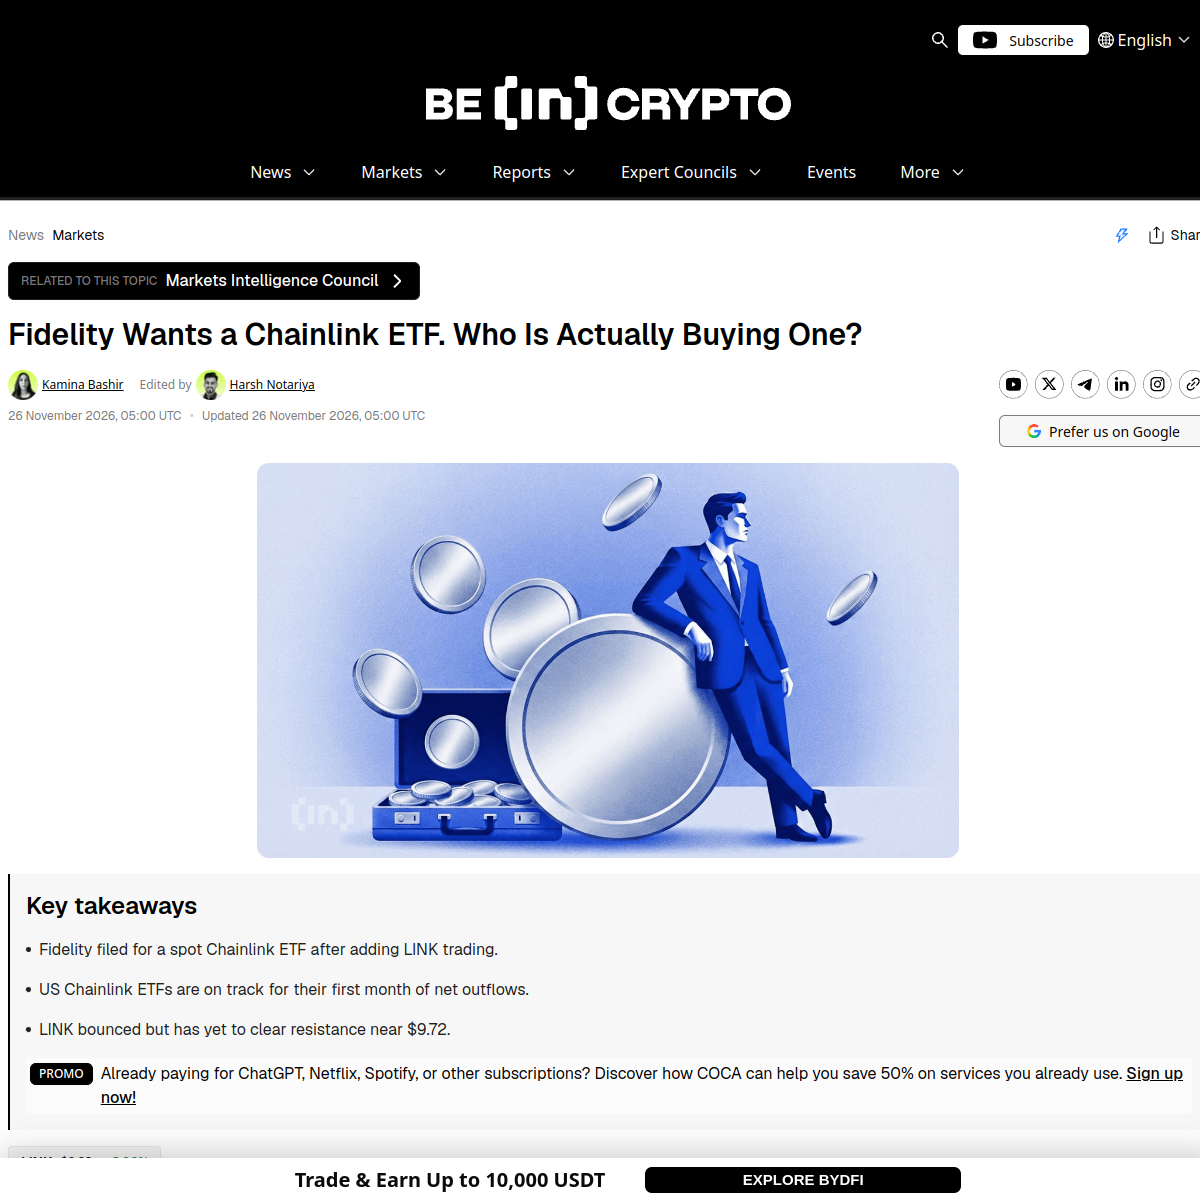 Subscribe
English
BE [in] CRYPTO
News
Markets
Reports
Expert Councils
Events
More
News Markets
RELATED TO THIS TOPIC Markets Intelligence Council
Fidelity Wants a Chainlink ETF. Who Is Actually Buying One?
Kamina Bashir Edited by Harsh Notariya
26 November 2026, 05:00 UTC • Updated 26 November 2026, 05:00 UTC
Prefer us on Google
[in]
Key takeaways
• Fidelity filed for a spot Chainlink ETF after adding LINK trading.
• US Chainlink ETFs are on track for their first month of net outflows.
• LINK bounced but has yet to clear resistance near $9.72.
PROMO Already paying for ChatGPT, Netflix, Spotify, or other subscriptions? Discover how COCA can help you save 50% on services you already use. Sign up
now!
Trade & Earn Up to 10,000 USDT
EXPLORE BYDFI